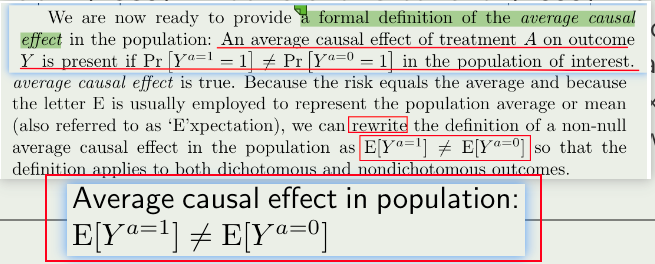 We are now ready to provide a formal definition of the average causal
effect in the population: An average causal effect of treatment A on outcome
Y is present if Pr [Y^{a=1} = 1] ≠ Pr [Y^{a=0} = 1] in the population of interest.
average causal effect is true. Because the risk equals the average and because
the letter E is usually employed to represent the population average or mean
(also referred to as ‘E’xpectation), we can rewrite the definition of a non-null
average causal effect in the population as E[Y^{a=1}] ≠ E[Y^{a=0}] so that the
definition applies to both dichotomous and nondichotomous outcomes.
Average causal effect in population:
E[Y^{a=1}] ≠ E[Y^{a=0}]